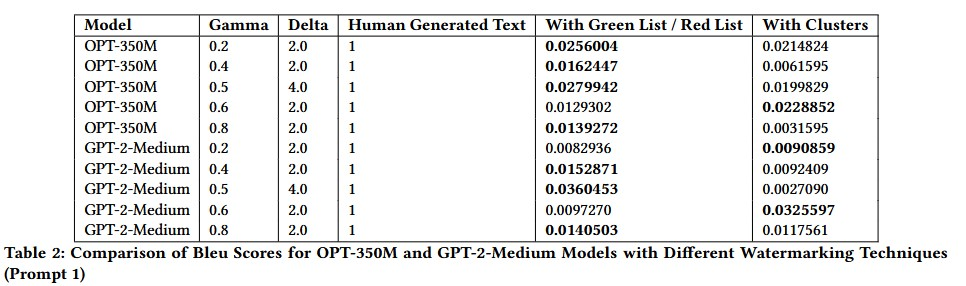 Model Gamma Delta Human Generated Text With Green List / Red List With Clusters
OPT-350M 0.2 2.0 1 0.0256004 0.0214824
OPT-350M 0.4 2.0 1 0.0162447 0.0061595
OPT-350M 0.5 4.0 1 0.0279942 0.0199829
OPT-350M 0.6 2.0 1 0.0129302 0.0228852
OPT-350M 0.8 2.0 1 0.0139272 0.0031595
GPT-2-Medium 0.2 2.0 1 0.0082936 0.0090859
GPT-2-Medium 0.4 2.0 1 0.0152871 0.0092409
GPT-2-Medium 0.5 4.0 1 0.0360453 0.0027090
GPT-2-Medium 0.6 2.0 1 0.0097270 0.0325597
GPT-2-Medium 0.8 2.0 1 0.0140503 0.0117561
Table 2: Comparison of Bleu Scores for OPT-350M and GPT-2-Medium Models with Different Watermarking Techniques
(Prompt 1)